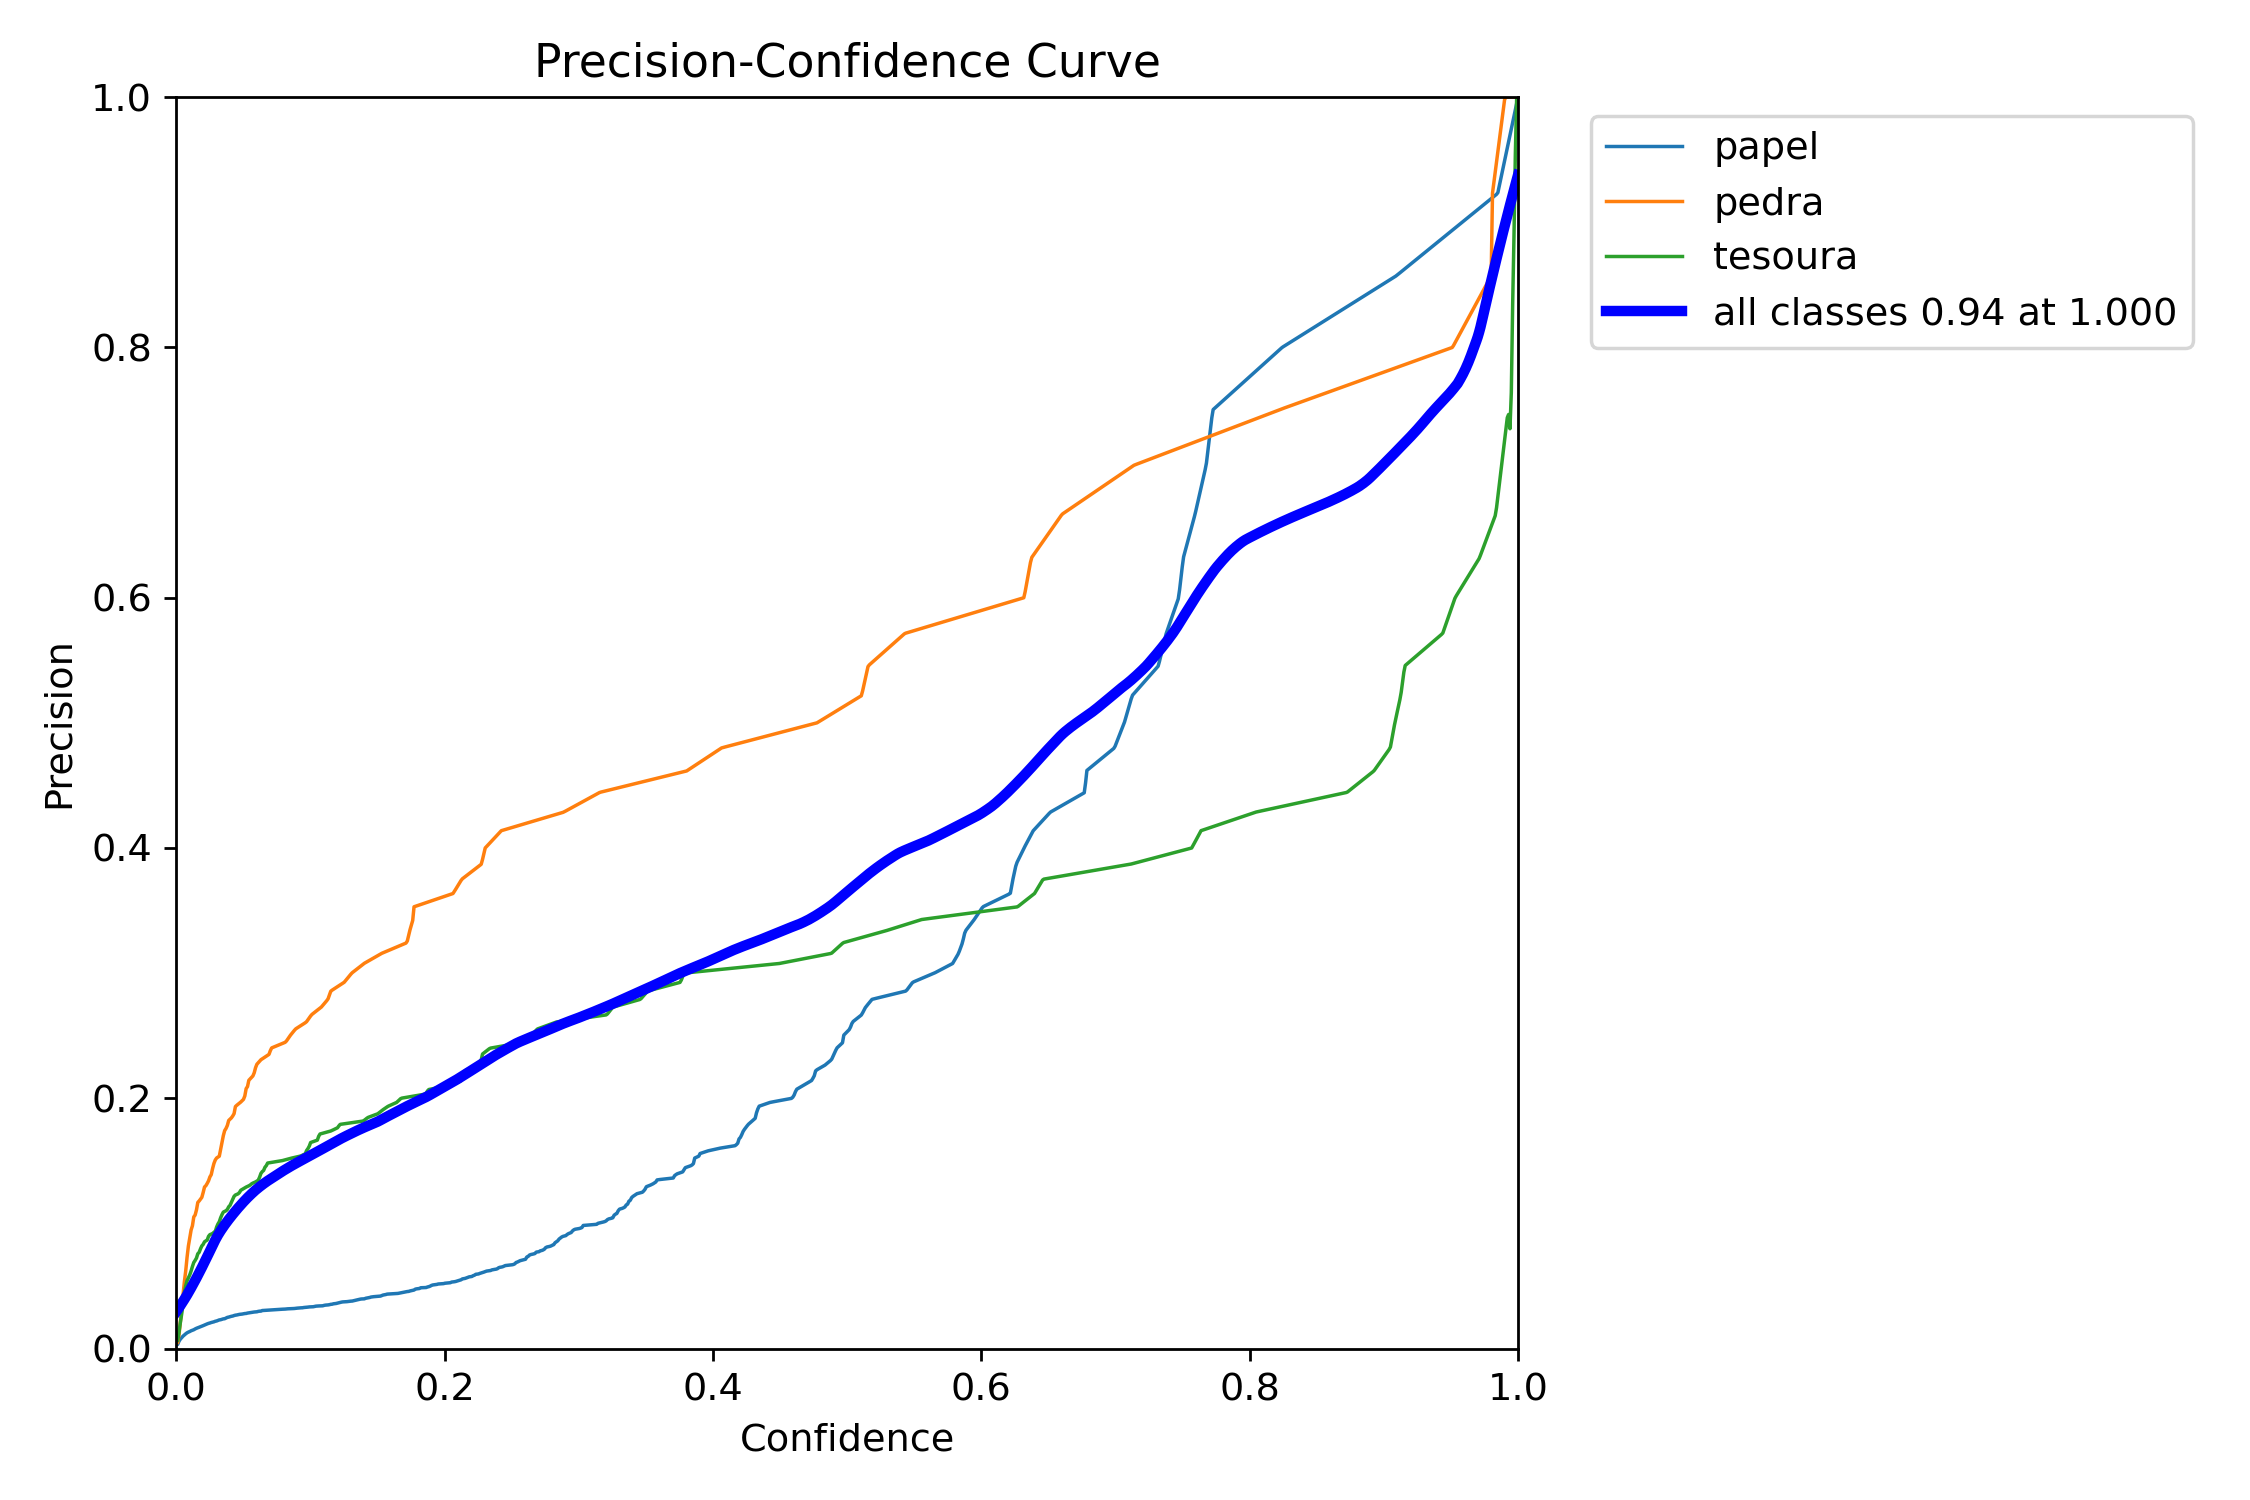 Precision-Confidence Curve
1.0
0.8
0.6
0.4
0.2
0.0
Precision
0.0 0.2 0.4 0.6 0.8 1.0
Confidence
papel
pedra
tesoura
all classes 0.94 at 1.000